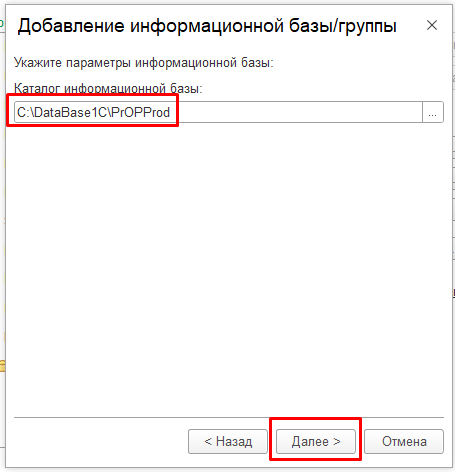 Добавление информационной базы/группы
Укажите параметры информационной базы:
Каталог информационной базы:
C:\DataBase1C\PrOPProd
...
< Назад
Далее >
Отмена